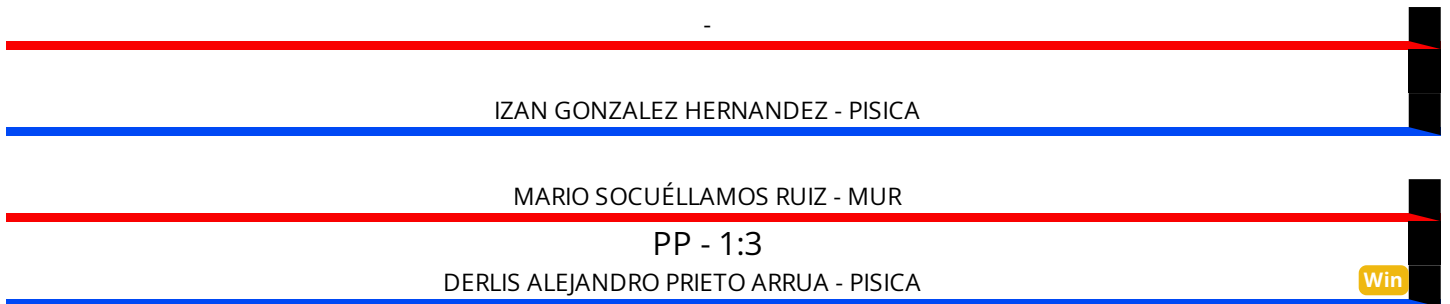 -
IZAN GONZALEZ HERNANDEZ - PISICA
MARIO SOCUÉLLAMOS RUIZ - MUR
PP - 1:3
DERLIS ALEJANDRO PRIETO ARRUA - PISICA
Win